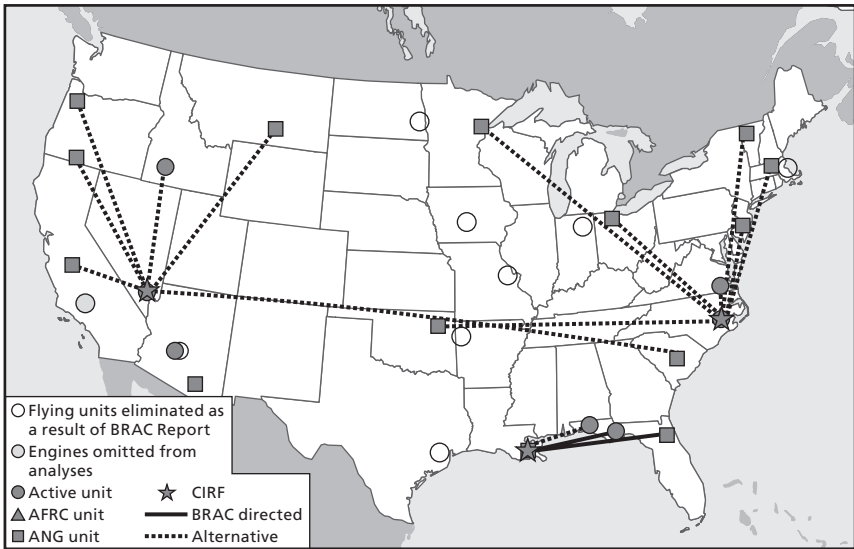 Flying units eliminated as
a result of BRAC Report
Engines omitted from
analyses
Active unit
AFRC unit
ANG unit
CIRF
BRAC directed
Alternative